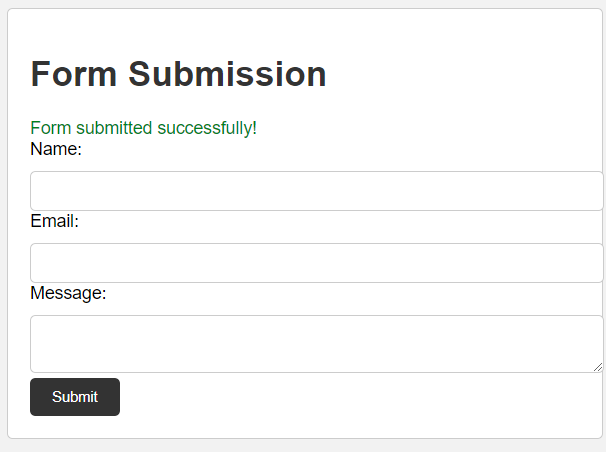 Form Submission
Form submitted successfully!
Name:
Email:
Message:
Submit